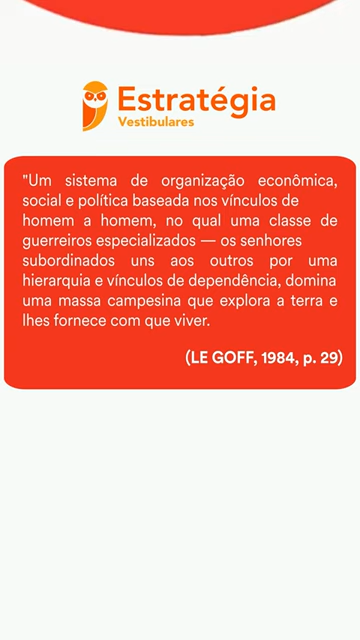 Estratégia
Vestibulares
"Um sistema de organização econômica,
social e política baseada nos vínculos de
homem a homem, no qual uma classe de
guerreiros especializados — os senhores
subordinados uns aos outros por uma
hierarquia e vínculos de dependência, domina
uma massa campesina que explora a terra e
lhes fornece com que viver.
(LE GOFF, 1984, p. 29)